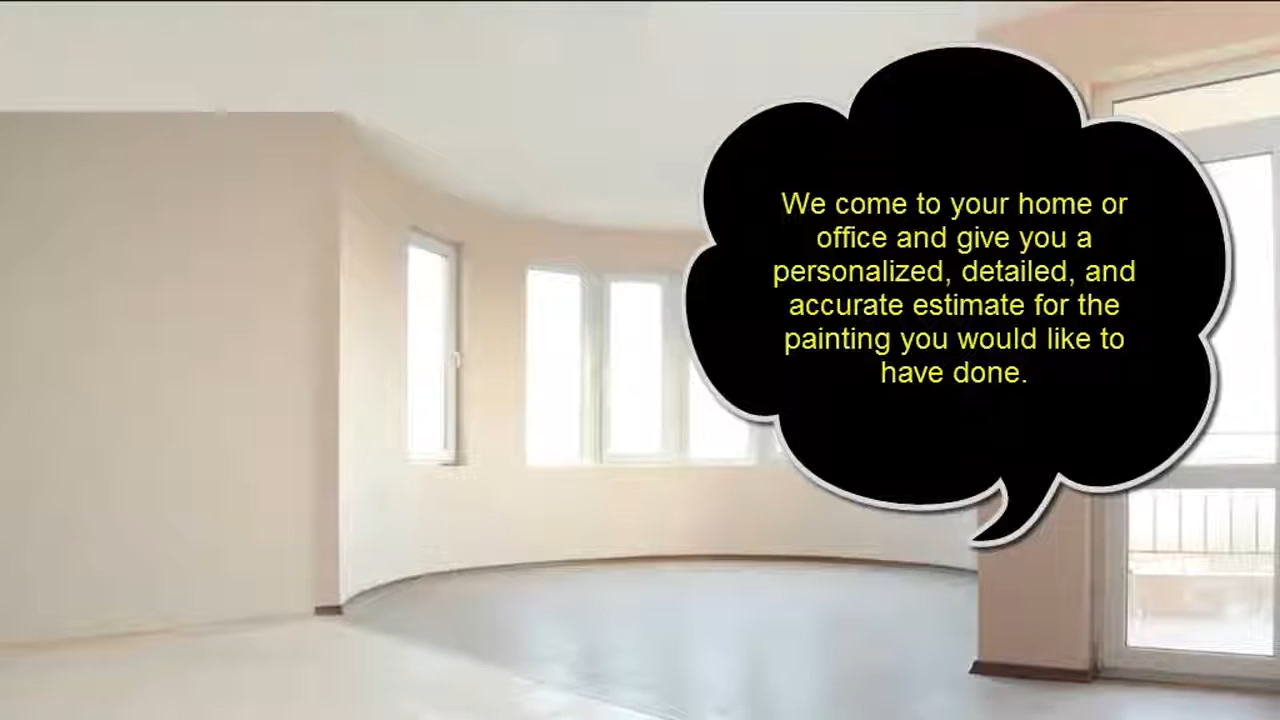 We come to your home or
office and give you a
personalized, detailed, and
accurate estimate for the
painting you would like to
have done.